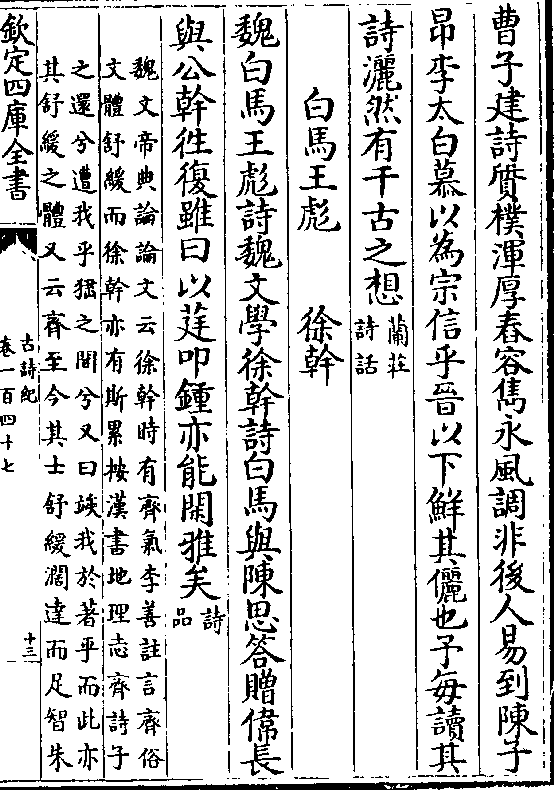 曹子建詩質樸渾厚舂容雋永風調非後人易到陳子
昂李太白慕以為宗信乎晉以下鮮其儷也予每讀其
詩灑然有千古之想蘭莊
詩話
白馬王彪 徐幹
魏白馬王彪詩魏文學徐幹詩白馬與陳思答贈偉長
與公幹徃復雖曰以莛叩鍾亦能閑雅矣詩
品
魏文帝典論論文云徐幹時有齊氣李善註言齊俗
文體舒緩而徐幹亦有斯累按漢書地理志齊詩子
之還兮遭我乎猺之間兮又曰竢我於著乎而此亦
其舒緩之體又云齊至今其士舒緩濶達而足智朱
欽定四庫全書
古詩紀
卷一百四十七
十三